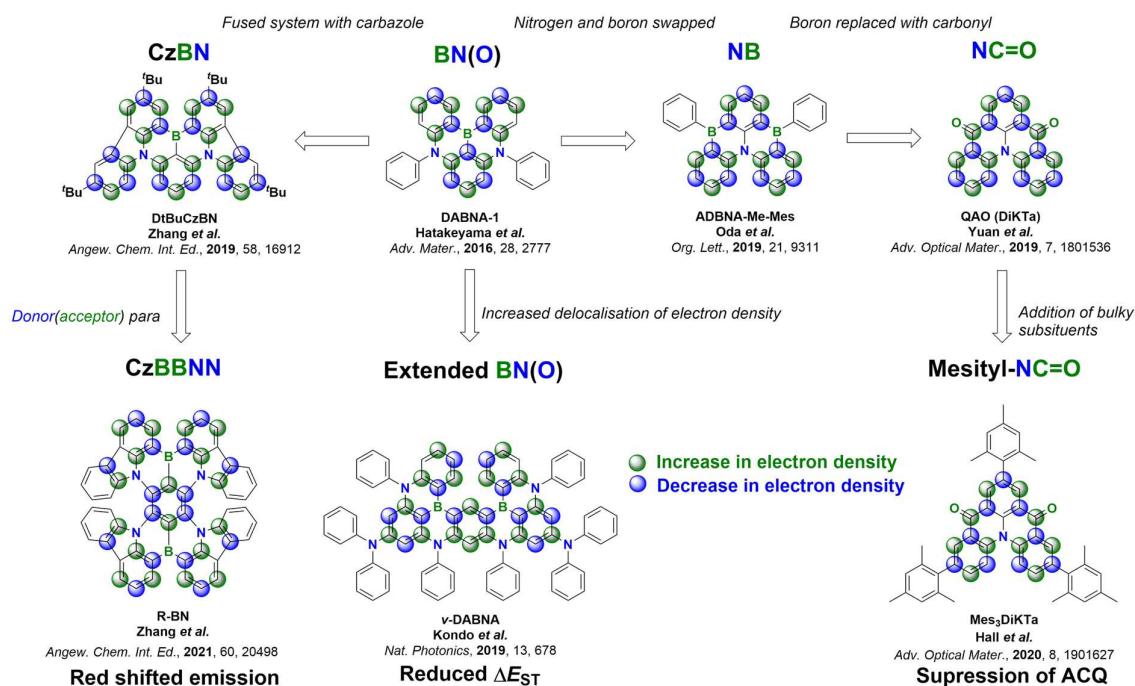 Fused system with carbazole
Nitrogen and boron swapped
Boron replaced with carbonyl
CzBN
BN(O)
NB
NC=O
tBu
tBu
B
N
N
tBu
tBu
B
N
N
B
B
N
O
O
N
DtBuCzBN
Zhang et al.
Angew. Chem. Int. Ed., 2019, 58, 16912
DABNA-1
Hatakeyama et al.
Adv. Mater., 2016, 28, 2777
ADBNA-Me-Mes
Oda et al.
Org. Lett., 2019, 21, 9311
QAO (DiKTa)
Yuan et al.
Adv. Optical Mater., 2019, 7, 1801536
Donor(acceptor) para
Increased delocalisation of electron density
Addition of bulky
subsituents
CzBBNN
Extended BN(O)
Mesityl-NC=O
B
N
N
N
N
B
N
N
B
B
N
N
N
N
Increase in electron density
Decrease in electron density
O
O
N
R-BN
Zhang et al.
Angew. Chem. Int. Ed., 2021, 60, 20498
Red shifted emission
v-DABNA
Kondo et al.
Nat. Photonics, 2019, 13, 678
Reduced ΔEST
Mes3DiKTa
Hall et al.
Adv. Optical Mater., 2020, 8, 1901627
Supression of ACQ